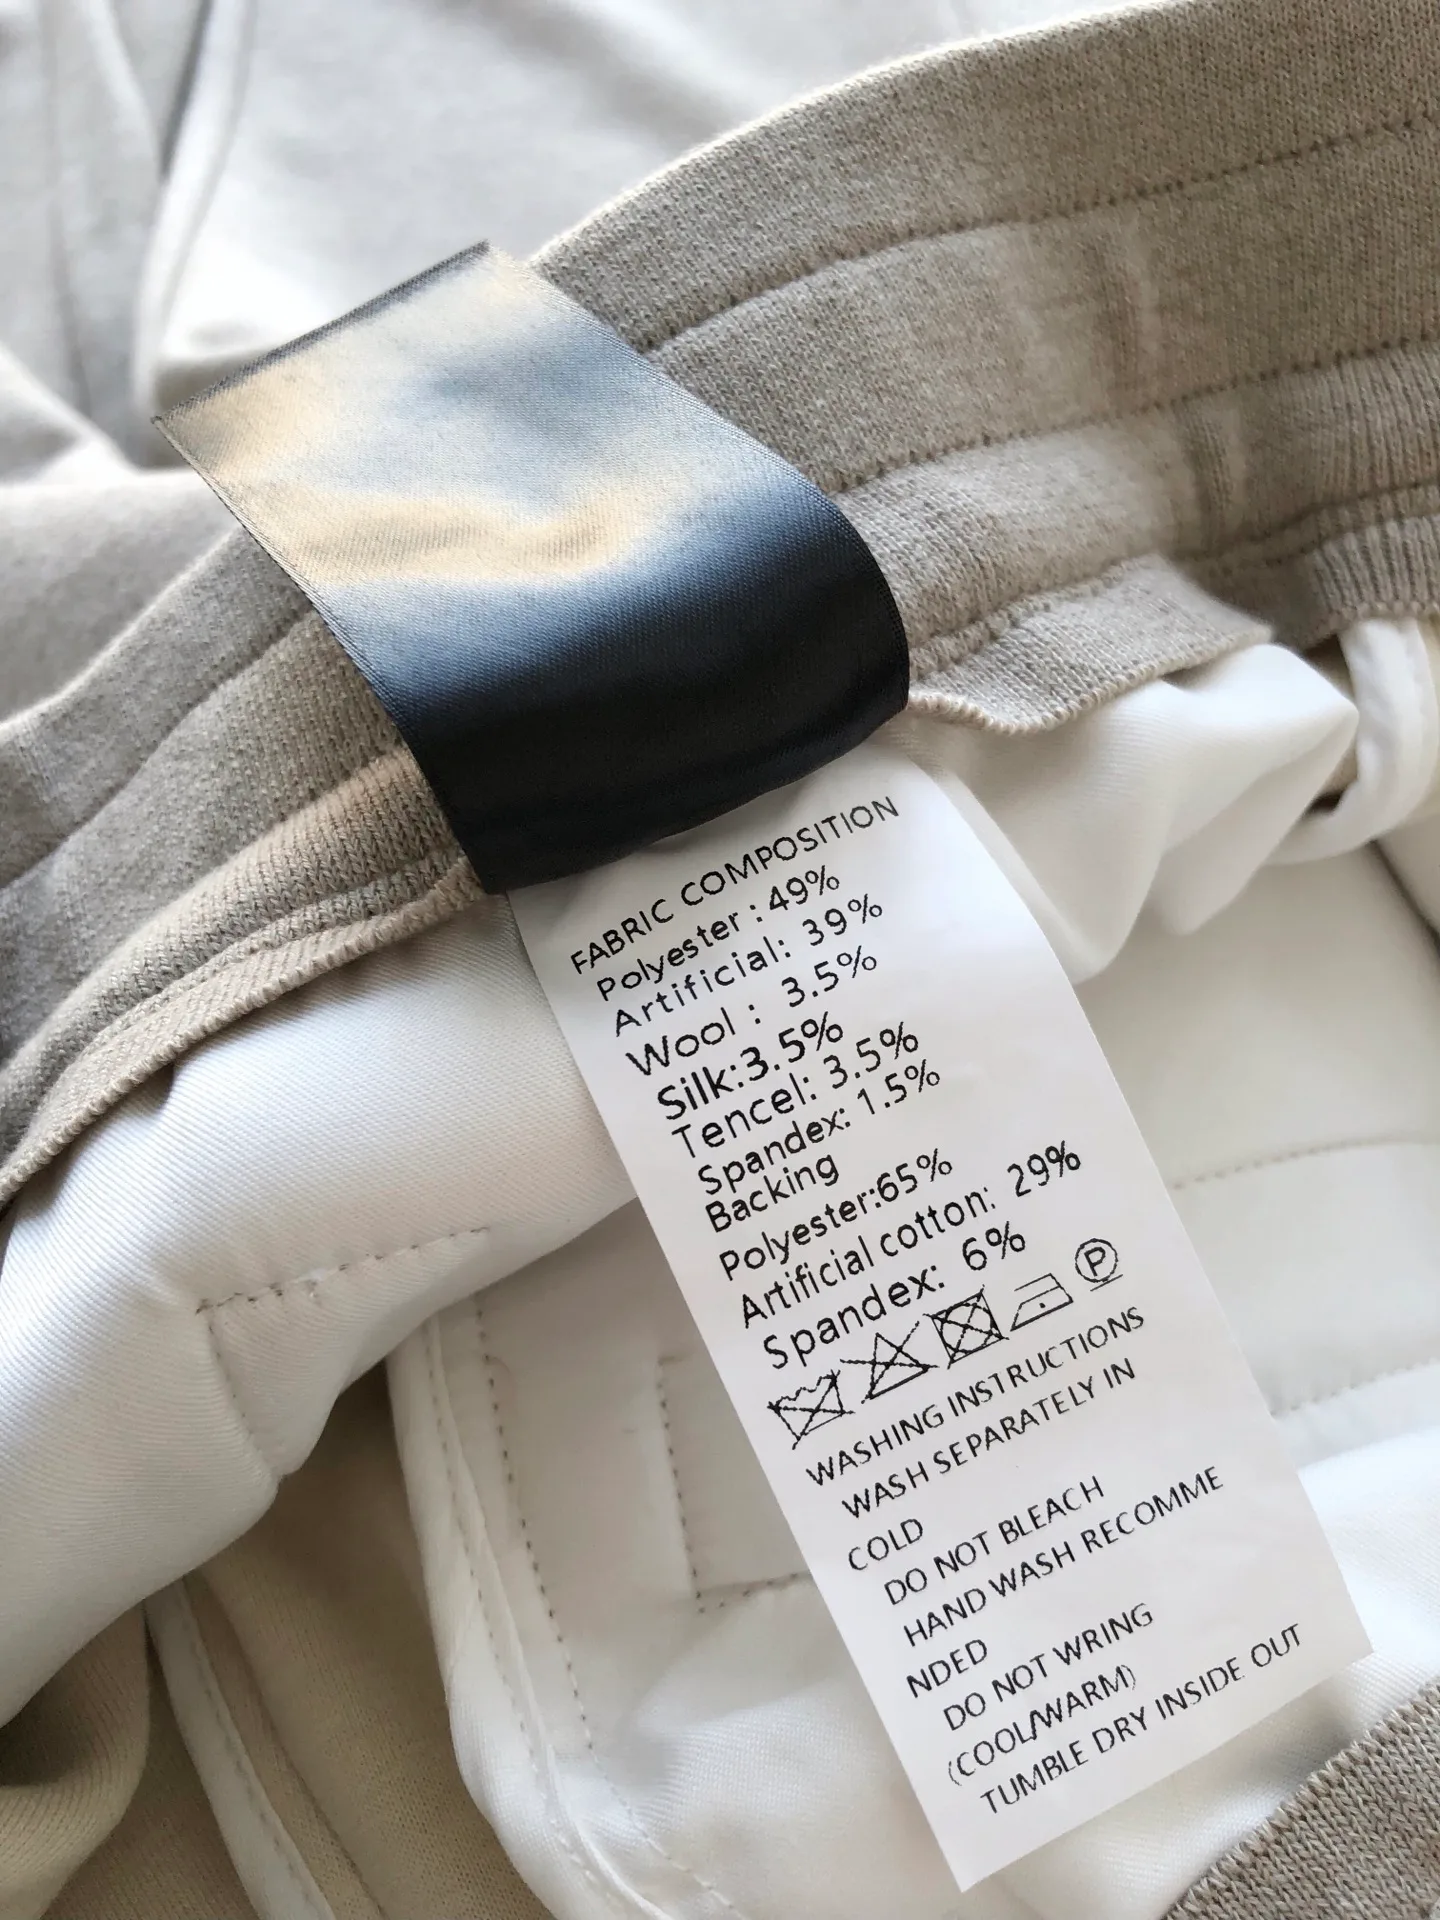 FABRIC COMPOSITION
Polyester : 49%
Artificial: 39%
Wool : 3.5%
Silk:3.5%
Tencel: 3.5%
Spandex: 1.5%
Backing
Polyester:65%
Artificial cotton: 29%
Spandex: 6%
P
WASHING INSTRUCTIONS
WASH SEPARATELY IN
COLD
DO NOT BLEACH
HAND WASH RECOMME
NDED
DO NOT WRING
(COOL/WARM)
TUMBLE DRY INSIDE OUT